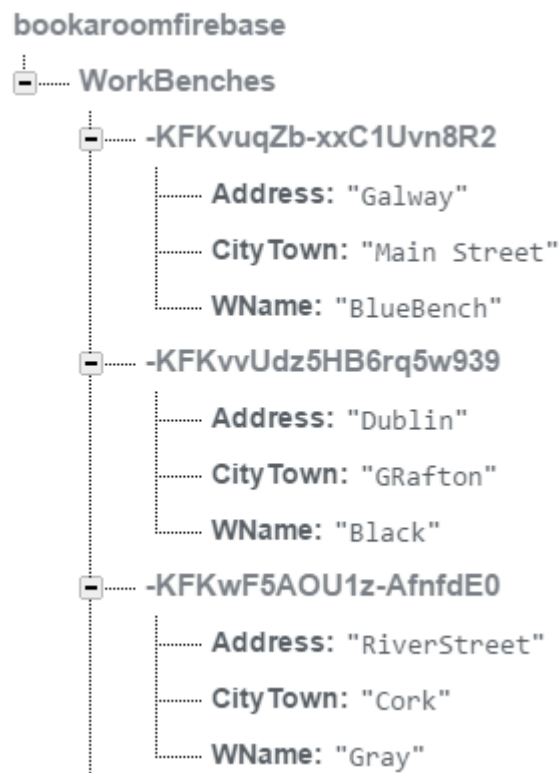 bookaroomfirebase
WorkBenches
-KFKvuqZb-xxC1Uvn8R2
Address: "Galway"
CityTown: "Main Street"
WName: "BlueBench"
-KFKvvUdz5HB6rq5w939
Address: "Dublin"
CityTown: "GRafton"
WName: "Black"
-KFKwF5AOU1z-AfnfdE0
Address: "RiverStreet"
CityTown: "Cork"
WName: "Gray"